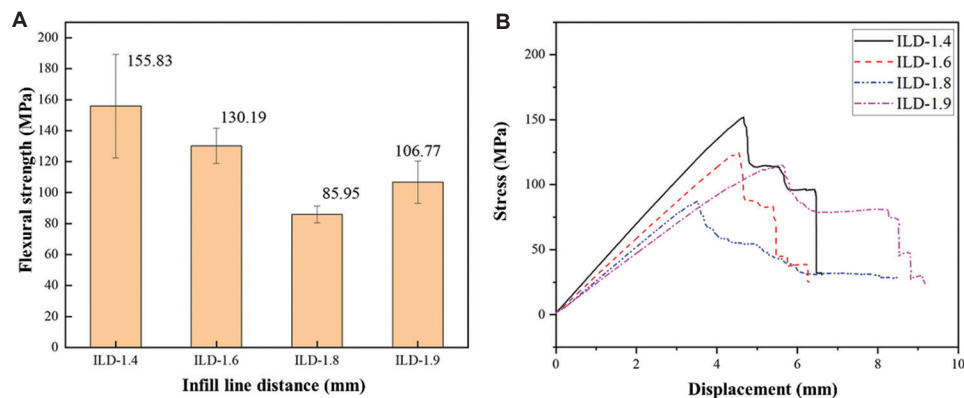 A
200
180
160
140
120
100
80
60
40
20
0
Flexural strength (MPa)
155.83
130.19
85.95
106.77
ILD-1.4 ILD-1.6 ILD-1.8 ILD-1.9
Infill line distance (mm)
B
225
200
150
100
50
0
Stress (MPa)
ILD-1.4
ILD-1.6
ILD-1.8
ILD-1.9
0 2 4 6 8 10
Displacement (mm)